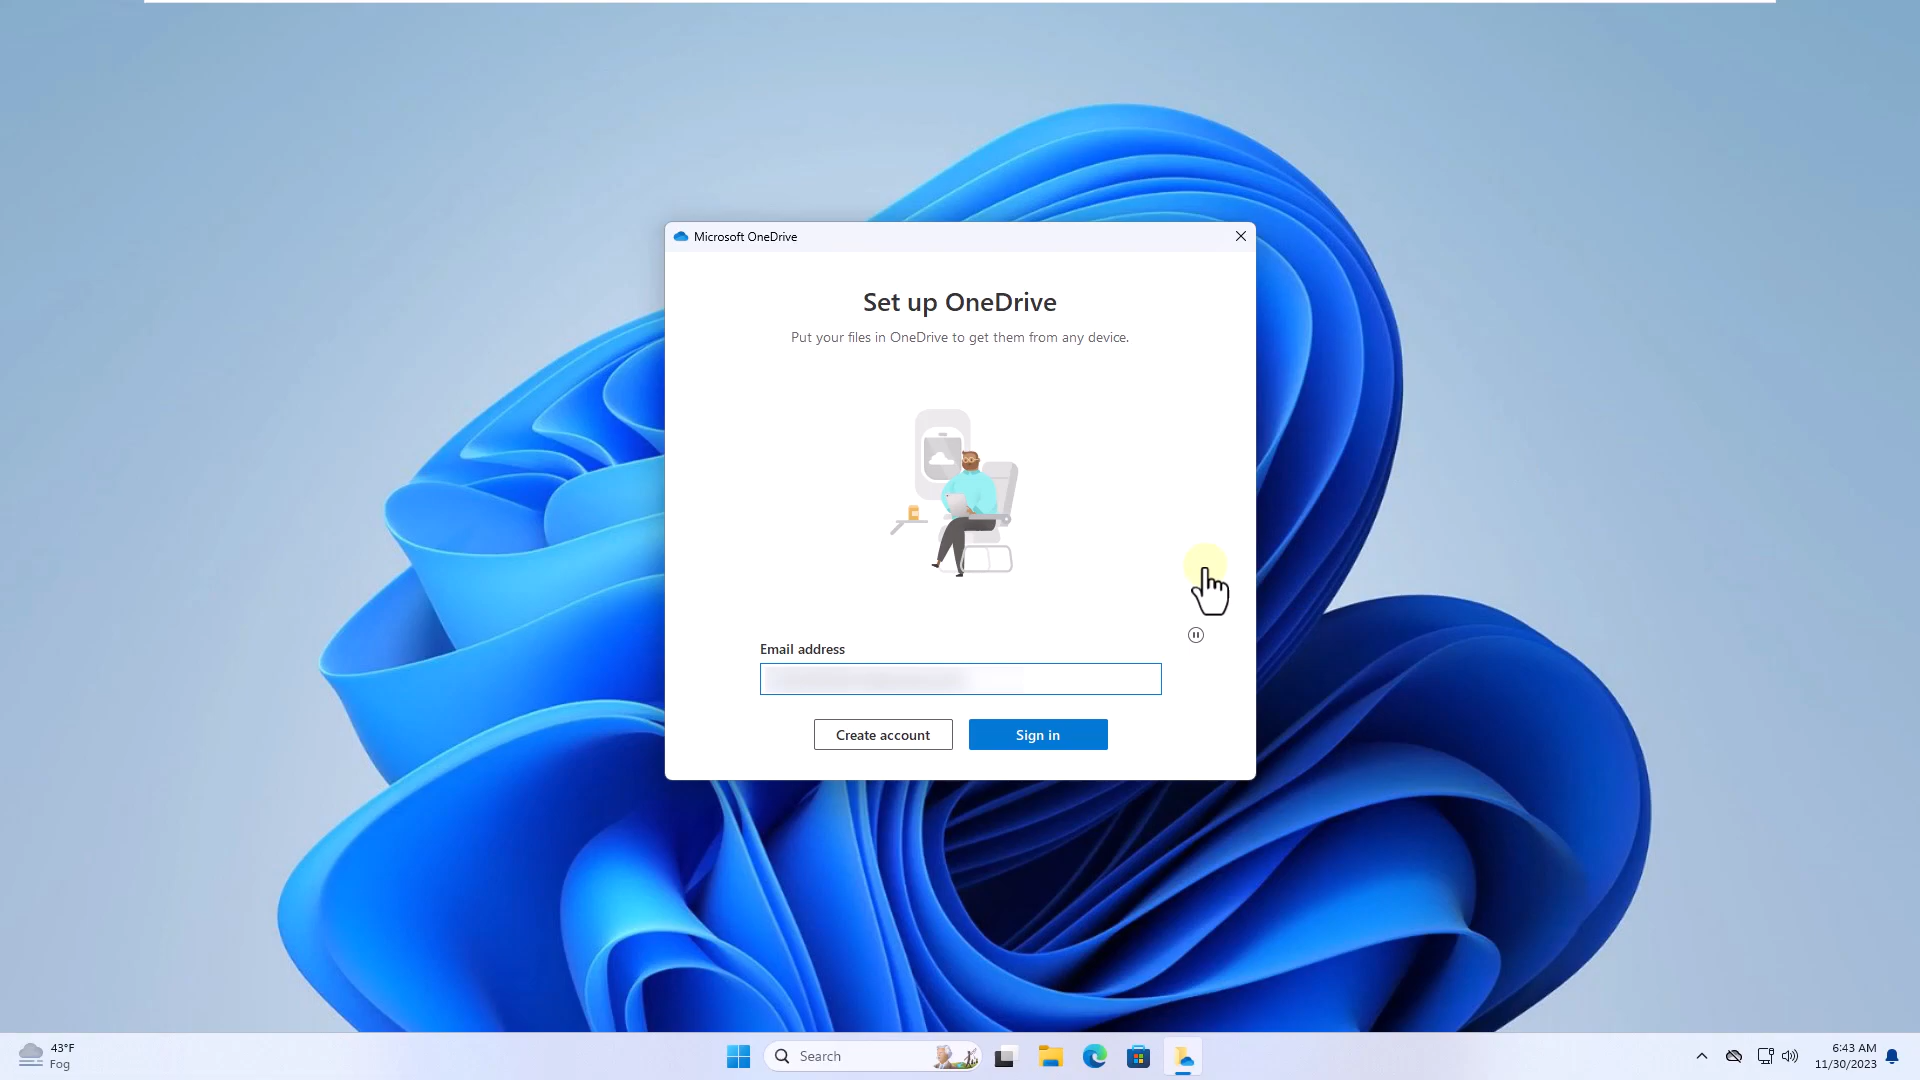 Microsoft OneDrive
Set up OneDrive
Put your files in OneDrive to get them from any device.
Email address
Create account
Sign in
43°F
Fog
Search
6:43 AM
11/30/2023